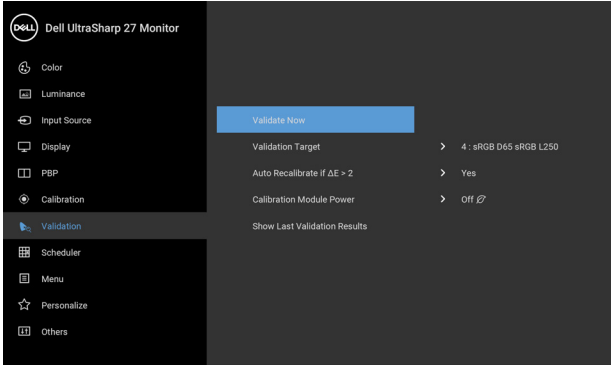 DELL Dell UltraSharp 27 Monitor
Color
Luminance
Input Source
Validate Now
Display
Validation Target
4 : sRGB D65 sRGB L250
PBP
Auto Recalibrate if ΔE > 2
Yes
Calibration
Calibration Module Power
Off
Validation
Show Last Validation Results
Scheduler
Menu
Personalize
Others